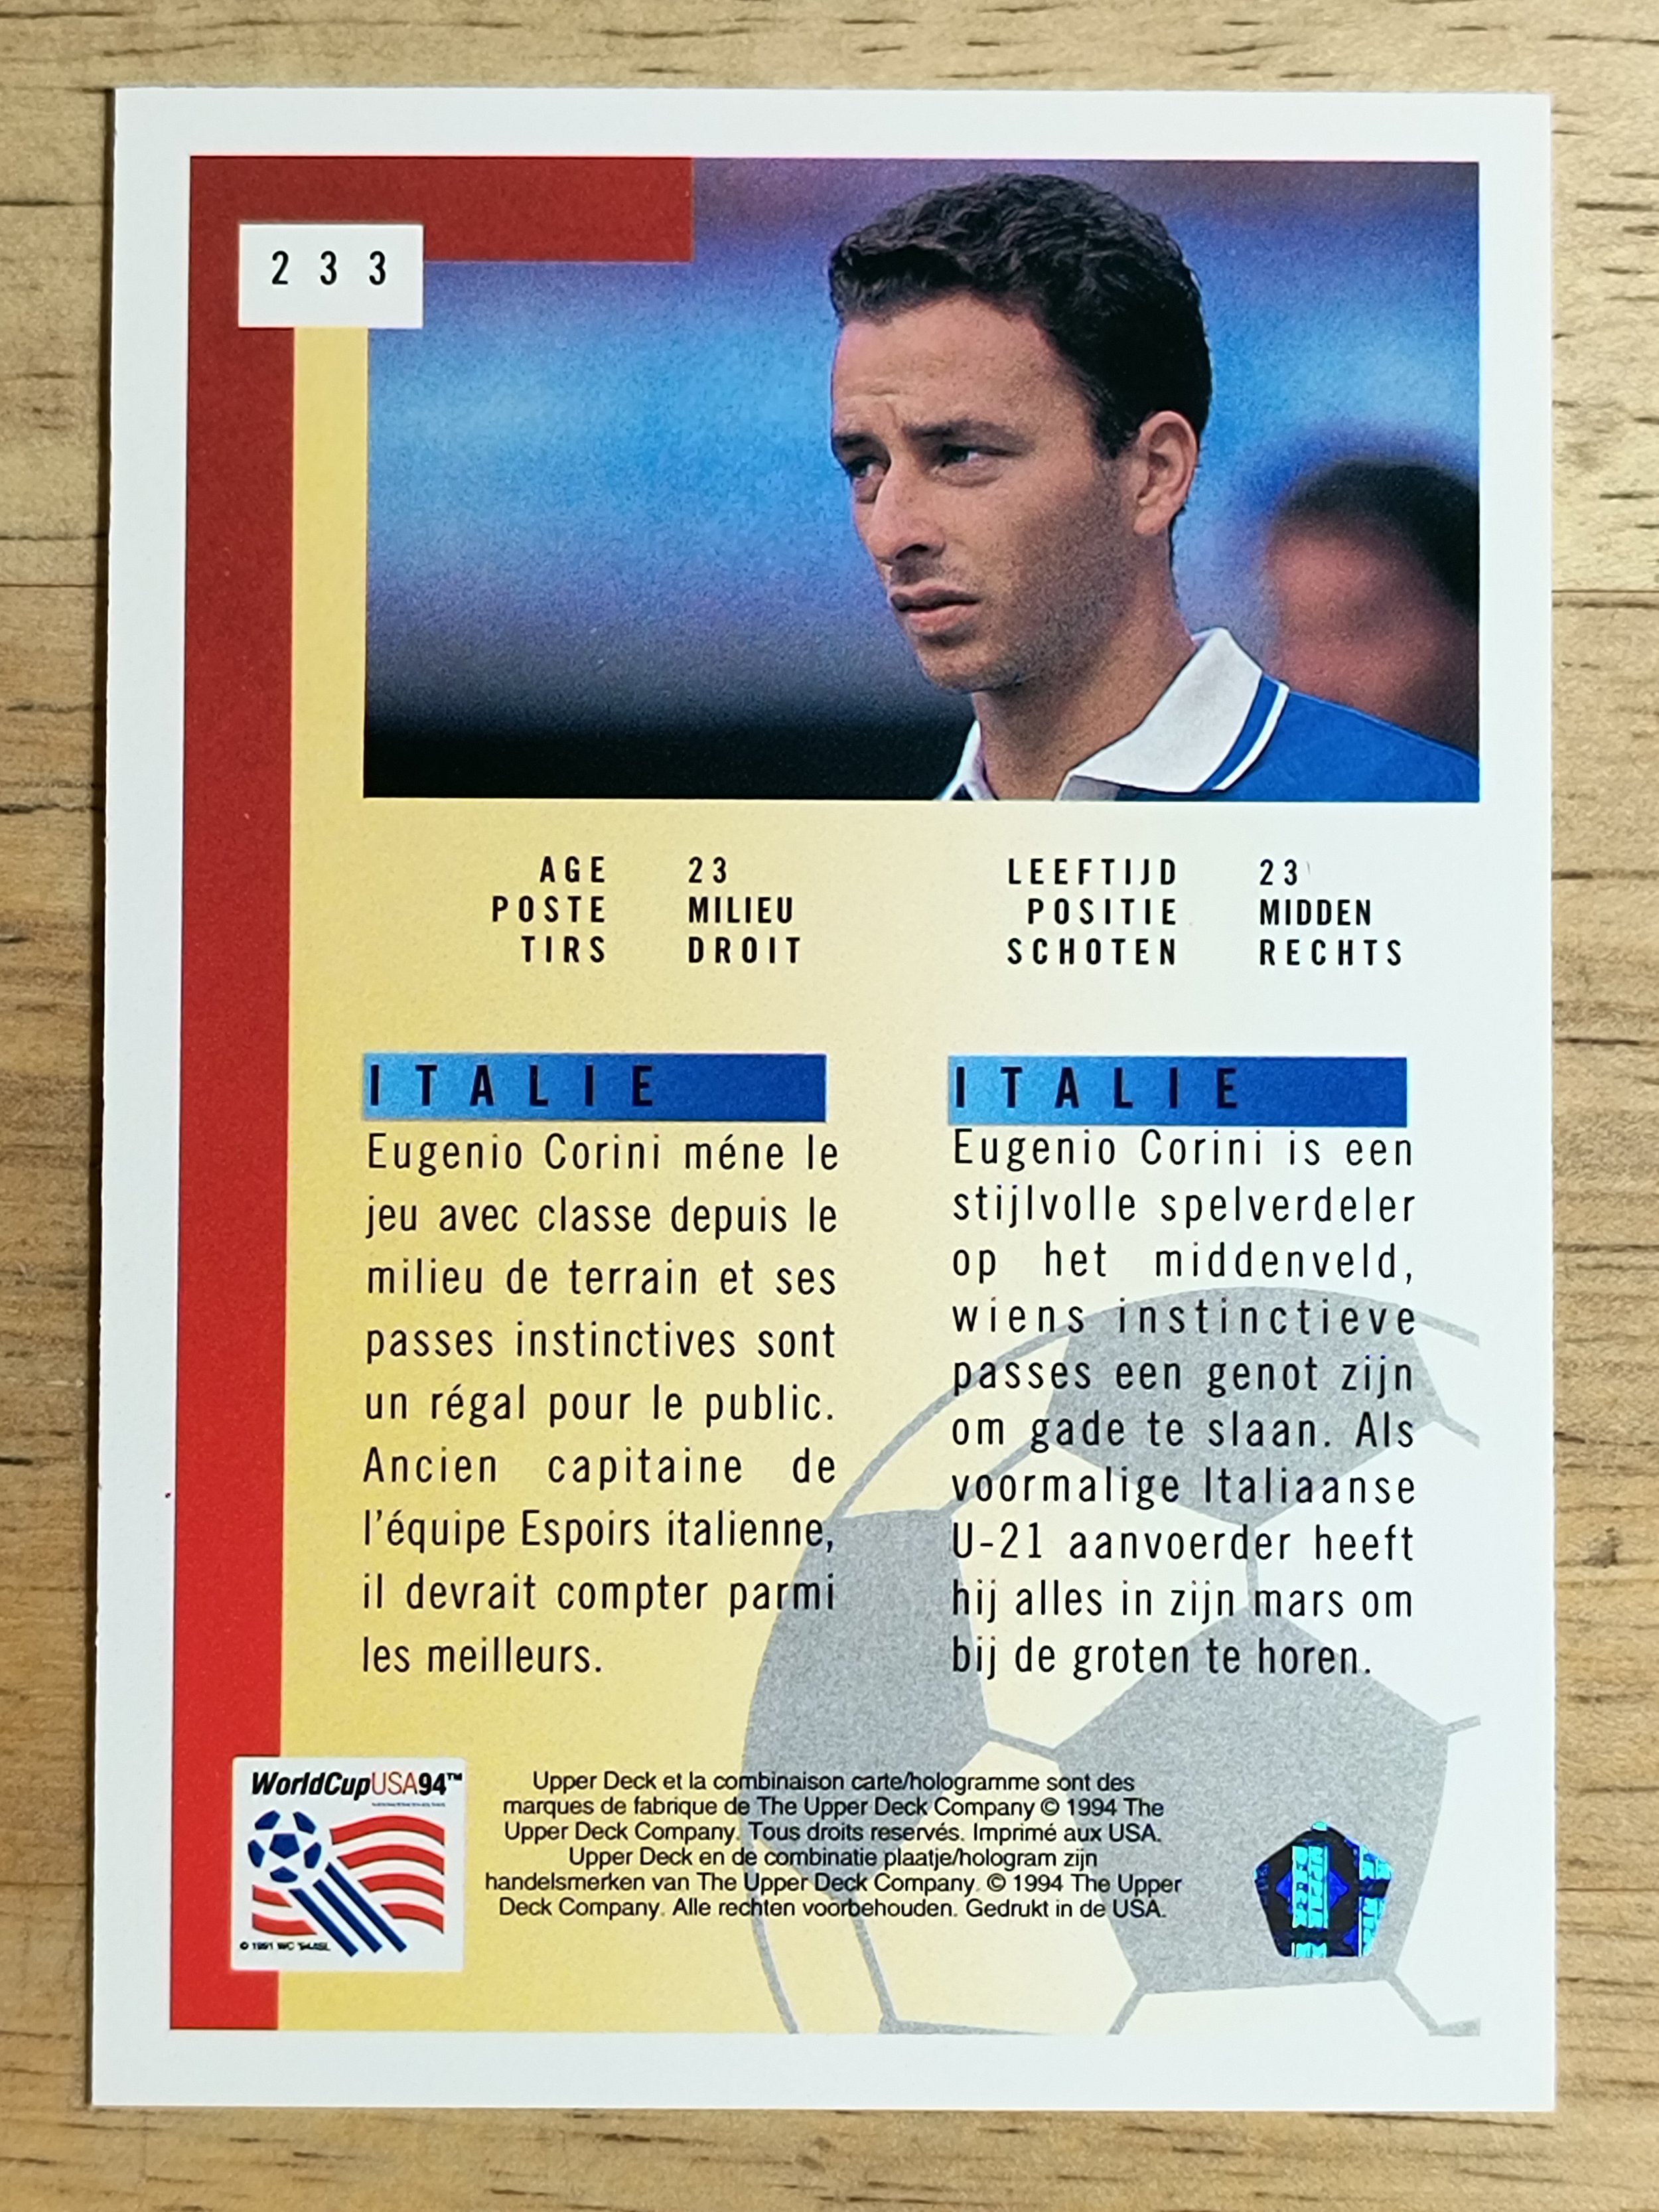 233
AGE 23
POSTE MILIEU
TIRS DROIT
LEEFTIJD 23
POSITIE MIDDEN
SCHOTEN RECHTS
ITALIE
Eugenio Corini méne le
jeu avec classe depuis le
milieu de terrain et ses
passes instinctives sont
un régal pour le public.
Ancien capitaine de
l'équipe Espoirs italienne,
il devrait compter parmi
les meilleurs.
ITALIE
Eugenio Corini is een
stijlvolle spelverdeler
op het middenveld,
wiens instinctieve
passes een genot zijn
om gade te slaan. Als
voormalige Italiaanse
U-21 aanvoerder heeft
hij alles in zijn mars om
bij de groten te horen.
WorldCupUSA94™
© 1991 WC
Upper Deck et la combinaison carte/hologramme sont des
marques de fabrique de The Upper Deck Company © 1994 The
Upper Deck Company. Tous droits reservés. Imprimé aux USA.
Upper Deck en de combinatie plaatje/hologram zijn
handelsmerken van The Upper Deck Company. © 1994 The Upper
Deck Company. Alle rechten voorbehouden. Gedrukt in de USA.